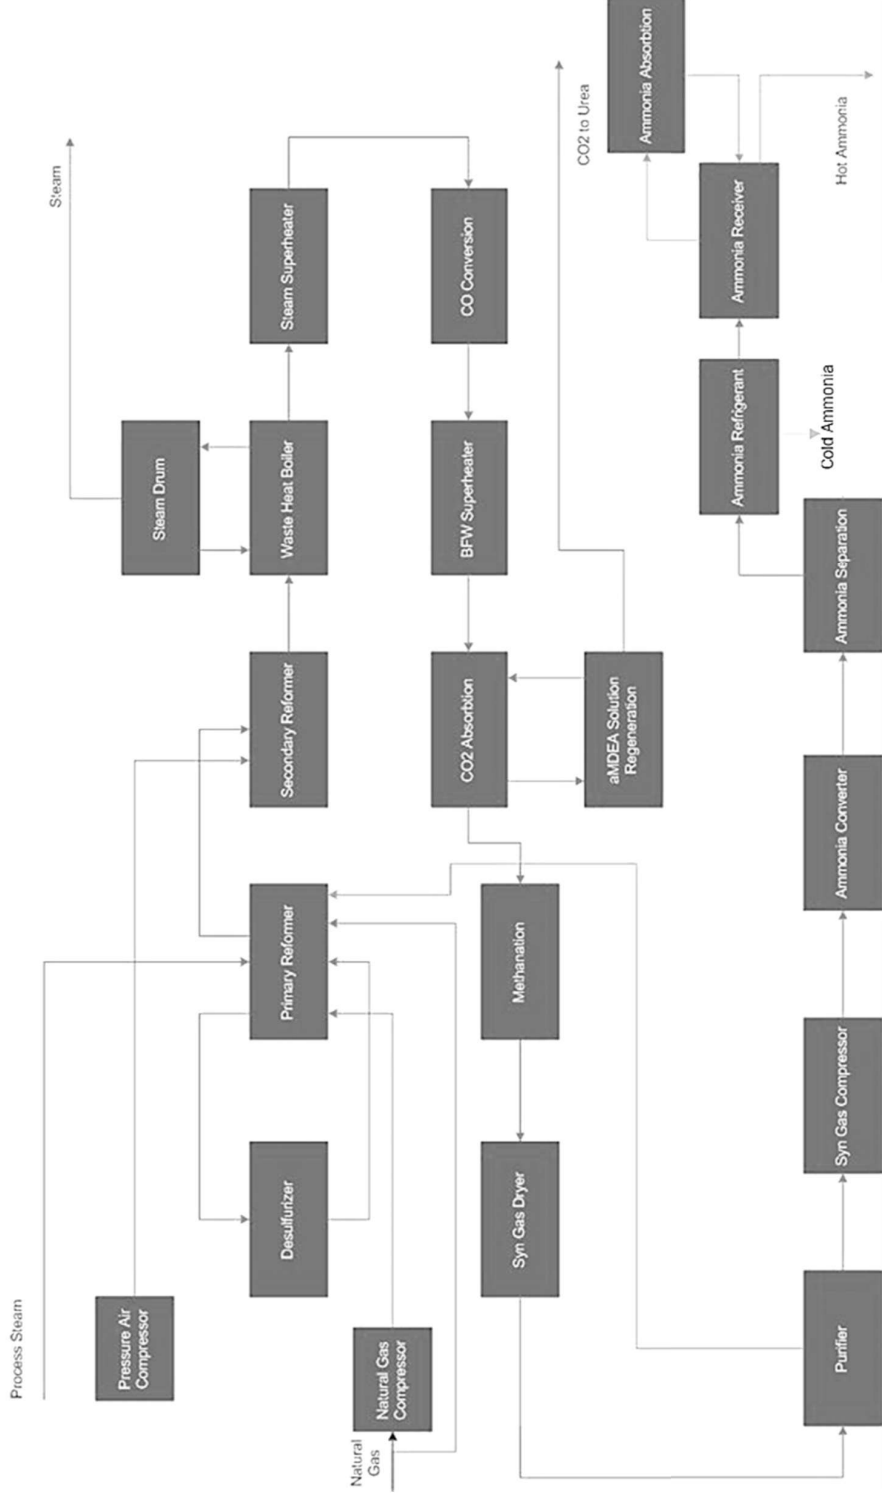 Process Steam
Pressure Air
Compressor
Natural
Gas
Natural Gas
Compressor
Desulfurizer
Primary Reformer
Secondary Reformer
Steam Drum
Waste Heat Boiler
Steam Superheater
Steam
CO Conversion
BFW Superheater
CO2 Absorbtion
aMDEA Solution
Regeneration
CO2 to Urea
Methanation
Syn Gas Dryer
Purifier
Syn Gas Compressor
Ammonia Converter
Ammonia Separation
Ammonia Refrigerant
Cold Ammonia
Ammonia Receiver
Ammonia Absorbtion
Hot Ammonia